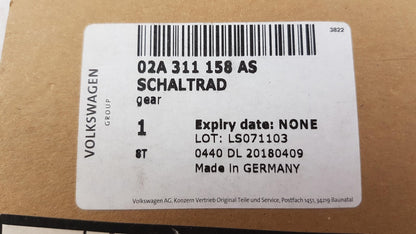 3822
VOLKSWAGEN
GROUP
02A 311 158 AS
SCHALTRAD
gear
1 Expiry date: NONE
LOT: LS071103
ST 0440 DL 20180409
Made in GERMANY
Volkswagen AG, Konzern Vertrieb Original Teile und Service, Postfach 1451, 34219 Baunatal